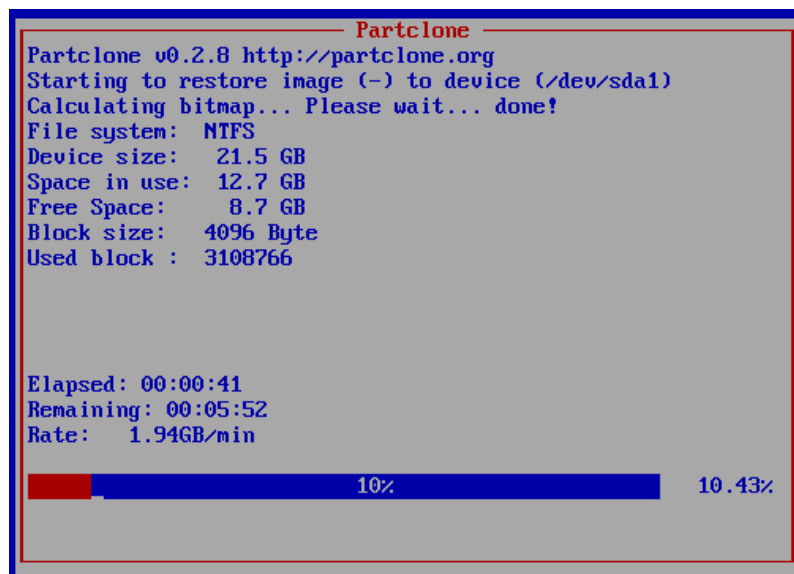 Partclone
Partclone v0.2.8 http://partclone.org
Starting to restore image (-) to device (/dev/sda1)
Calculating bitmap... Please wait... done!
File system:  NTFS
Device size:   21.5 GB
Space in use:  12.7 GB
Free Space:     8.7 GB
Block size:   4096 Byte
Used block :  3108766
Elapsed: 00:00:41
Remaining: 00:05:52
Rate:   1.94GB/min
10% 10.43%